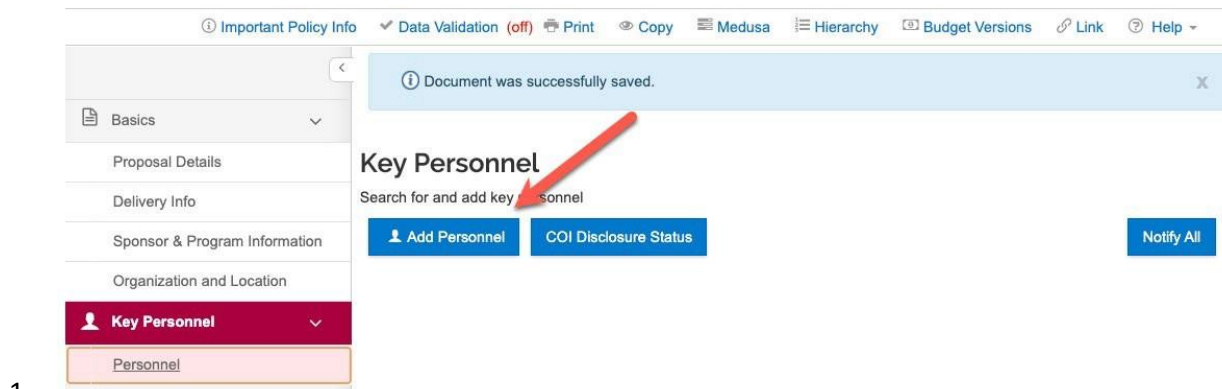 Important Policy Info Data Validation (off) Print Copy Medusa Hierarchy Budget Versions Link Help
Document was successfully saved. X
Basics
Proposal Details
Delivery Info
Sponsor & Program Information
Organization and Location
Key Personnel
Personnel
Key Personnel
Search for and add key
Add Personnel COI Disclosure Status Notify All